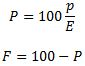 P = 100 p/E
F = 100 − P